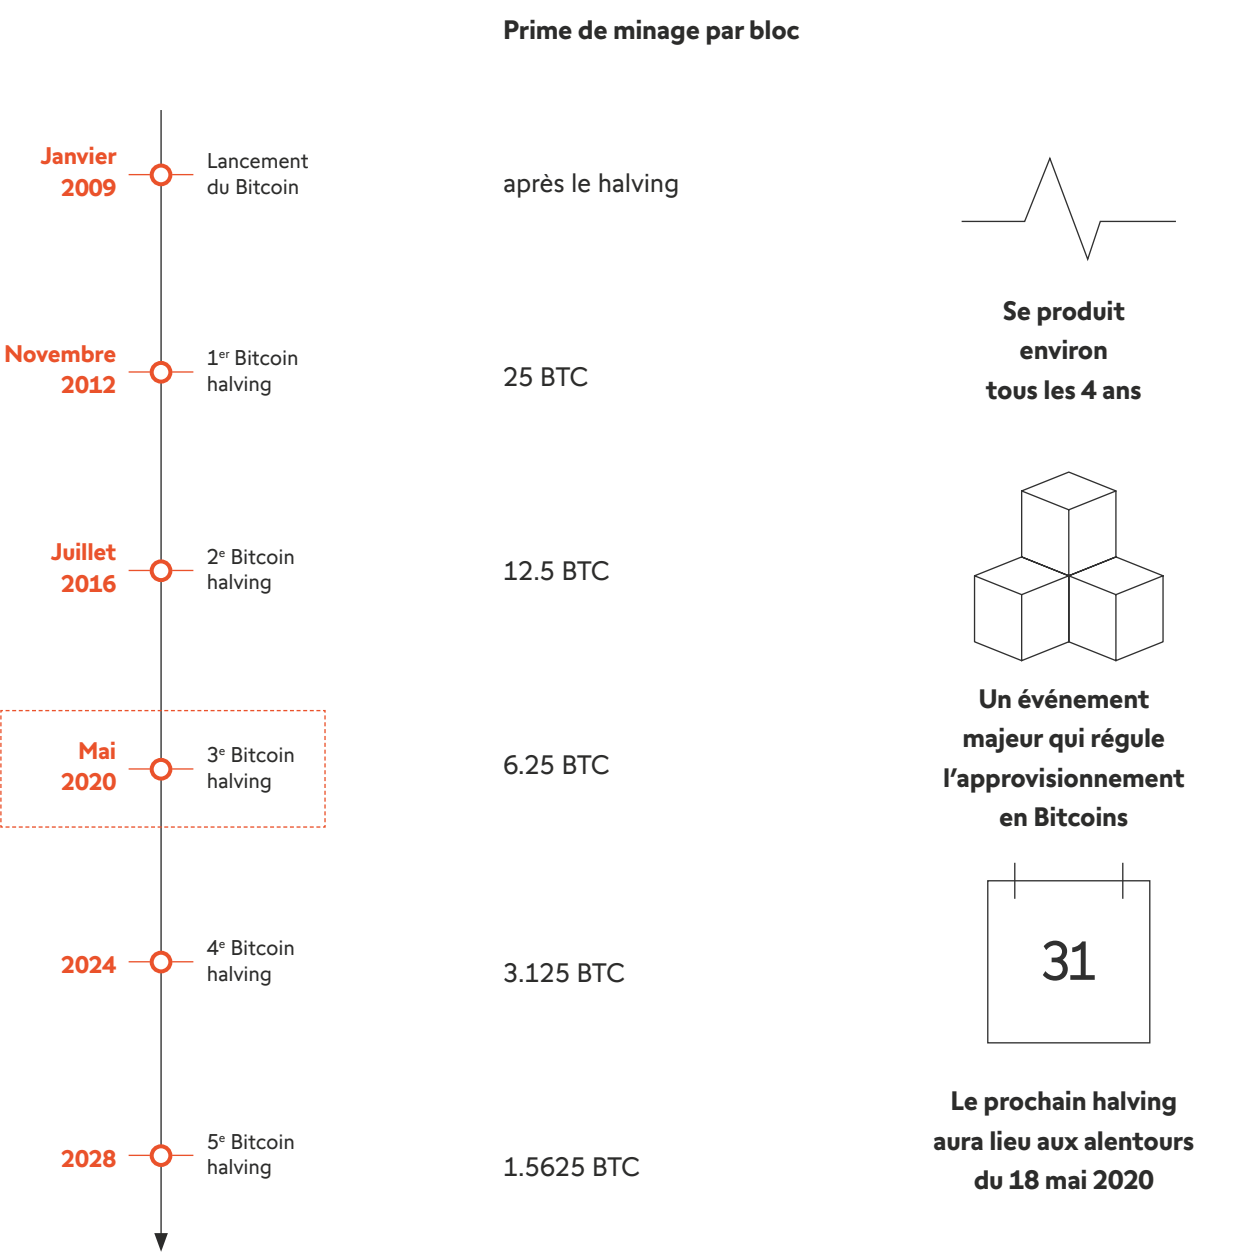 Prime de minage par bloc
Janvier
2009
Lancement
du Bitcoin
après le halving
Novembre
2012
1er Bitcoin
halving
25 BTC
Juillet
2016
2e Bitcoin
halving
12.5 BTC
Mai
2020
3e Bitcoin
halving
6.25 BTC
2024
4e Bitcoin
halving
3.125 BTC
2028
5e Bitcoin
halving
1.5625 BTC
Se produit
environ
tous les 4 ans
Un événement
majeur qui régule
l’approvisionnement
en Bitcoins
31
Le prochain halving
aura lieu aux alentours
du 18 mai 2020